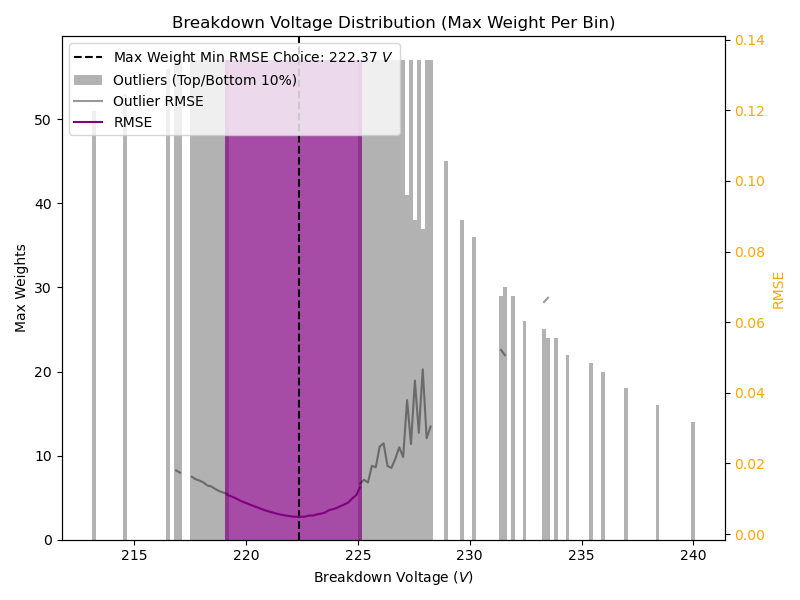 Breakdown Voltage Distribution (Max Weight Per Bin)
Max Weight Min RMSE Choice: 222.37 V
Outliers (Top/Bottom 10%)
Outlier RMSE
RMSE
Max Weights
50
40
30
20
10
0
0.14
0.12
0.10
0.08
0.06
0.04
0.02
0.00
RMSE
215
220
225
230
235
240
Breakdown Voltage (V)